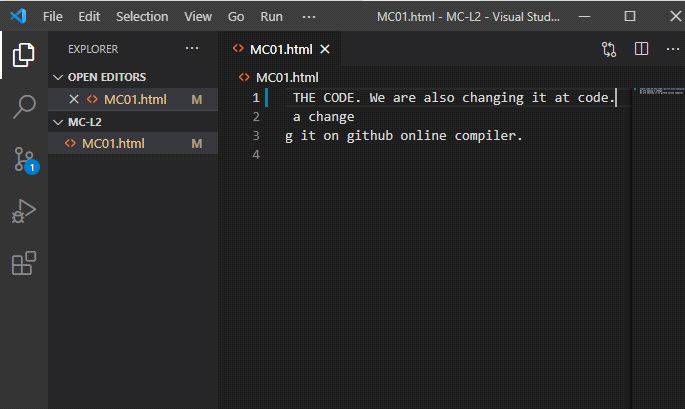 File Edit Selection View Go Run ··· MC01.html - MC-L2 - Visual Stud...
EXPLORER ···
OPEN EDITORS
MC01.html M
MC-L2
MC01.html M
1
MC01.html
MC01.html
1 THE CODE. We are also changing it at code.
2 a change
3 g it on github online compiler.
4